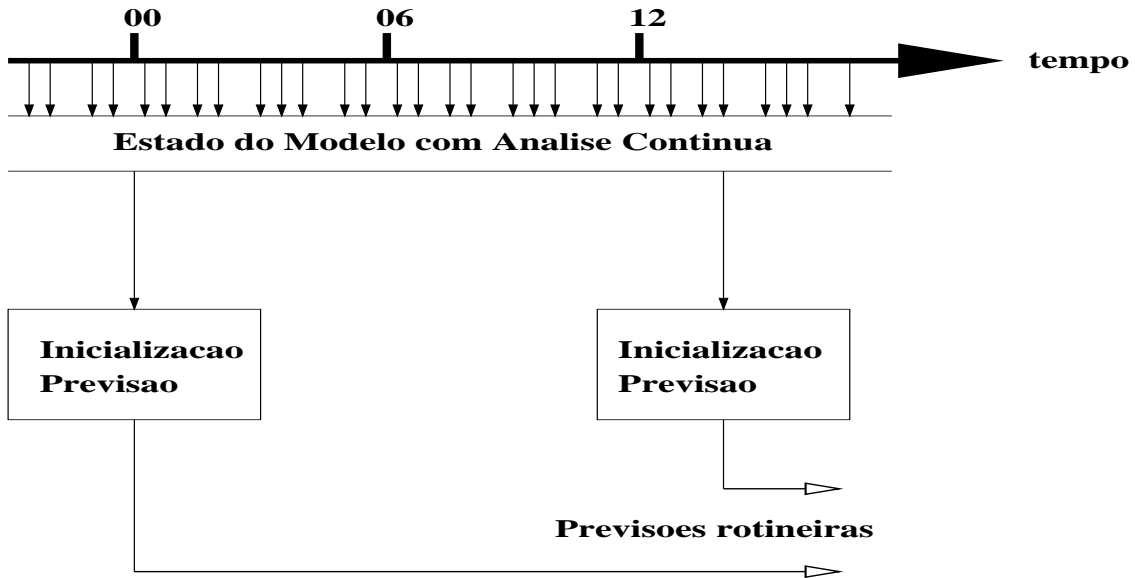 00 06 12
tempo
Estado do Modelo com Analise Continua
Inicializacao
Previsao
Inicializacao
Previsao
Previsoes rotineiras